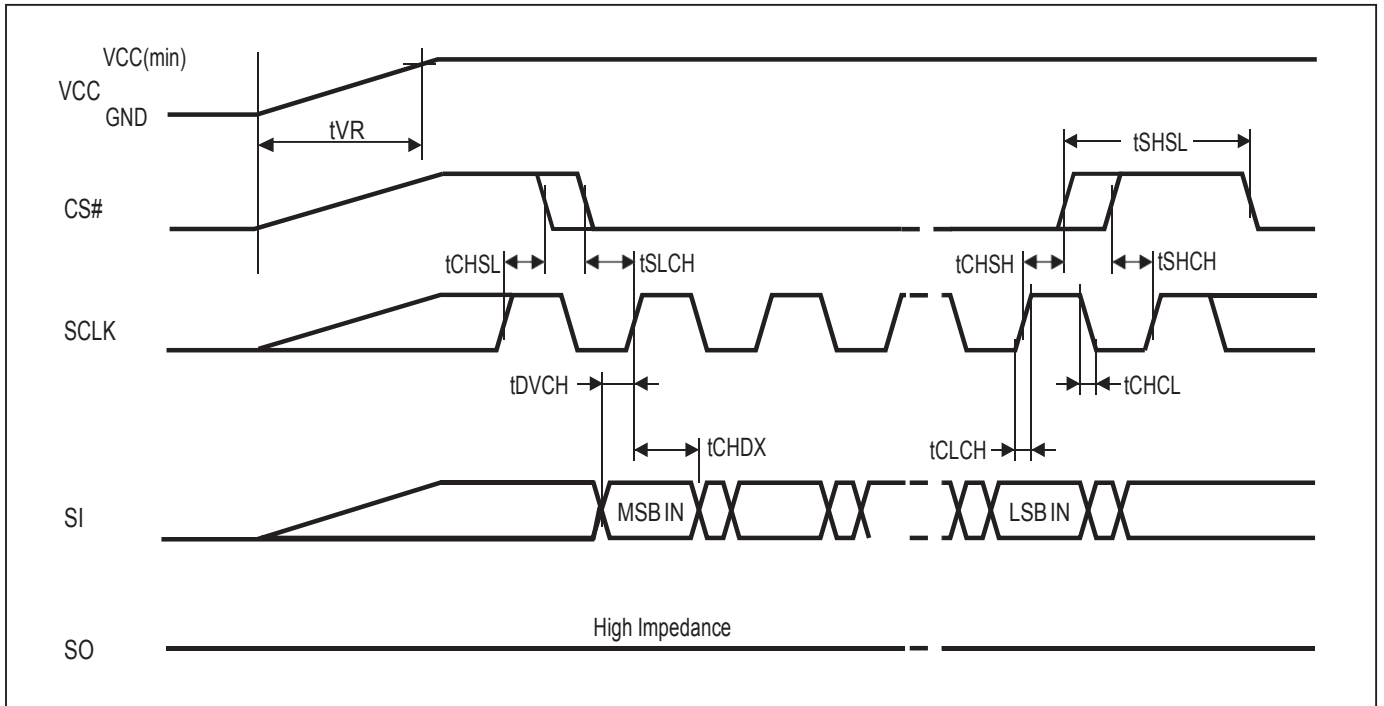 VCC(min)
VCC
GND
tVR
tSHSL
CS#
tCHSL
tSLCH
tCHSH
tSHCH
SCLK
tDVCH
tCHCL
tCHDX
tCLCH
SI
MSB IN
LSB IN
High Impedance
SO